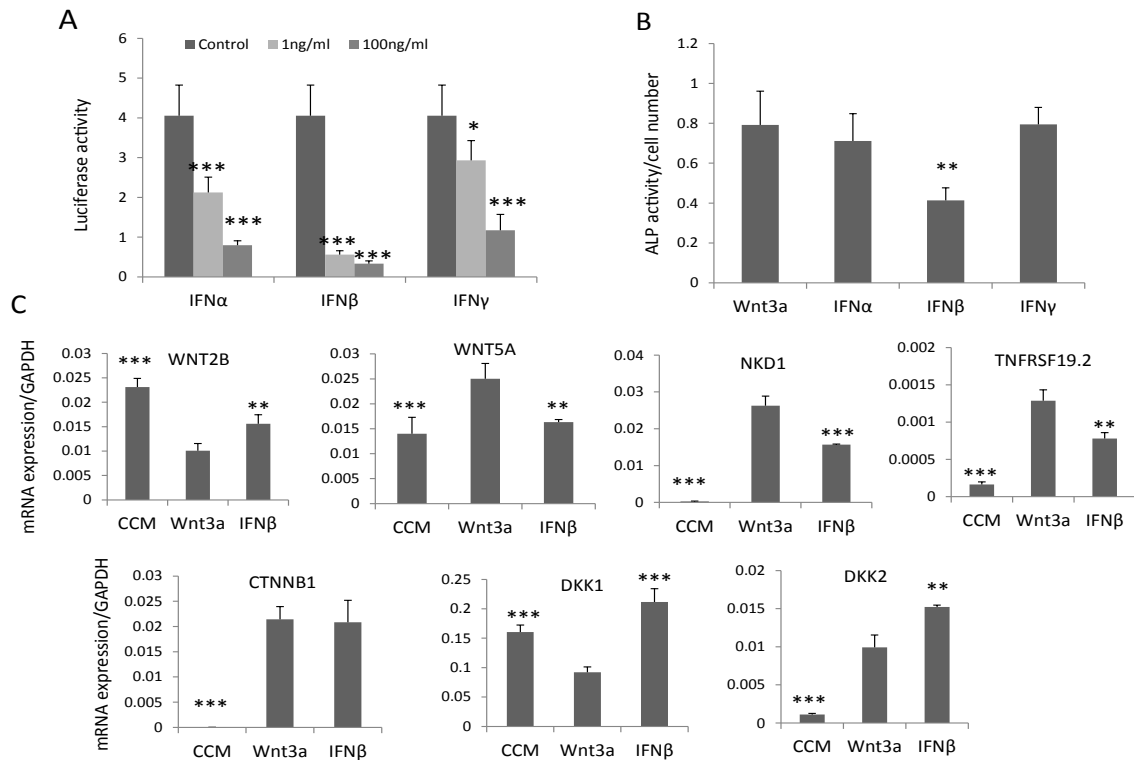 A
Control 1ng/ml 100ng/ml
Luciferase activity
6
5
4
3
2
1
0
*** *** *** *** * ***
IFNα IFNβ IFNγ
B
ALP activity/cell number
1.2
1
0.8
0.6
0.4
0.2
0
**
Wnt3a IFNα IFNβ IFNγ
C
mRNA expression/GAPDH
WNT2B
0.03
0.025
0.02
0.015
0.01
0.005
0
*** **
CCM Wnt3a IFNβ
WNT5A
0.03
0.025
0.02
0.015
0.01
0.005
0
*** **
CCM Wnt3a IFNβ
NKD1
0.04
0.03
0.02
0.01
0
*** ***
CCM Wnt3a IFNβ
TNFRSF19.2
0.002
0.0015
0.001
0.0005
0
*** **
CCM Wnt3a IFNβ
mRNA expression/GAPDH
CTNNB1
0.03
0.025
0.02
0.015
0.01
0.005
0
***
CCM Wnt3a IFNβ
DKK1
0.25
0.2
0.15
0.1
0.05
0
*** ***
CCM Wnt3a IFNβ
DKK2
0.02
0.015
0.01
0.005
0
*** **
CCM Wnt3a IFNβ